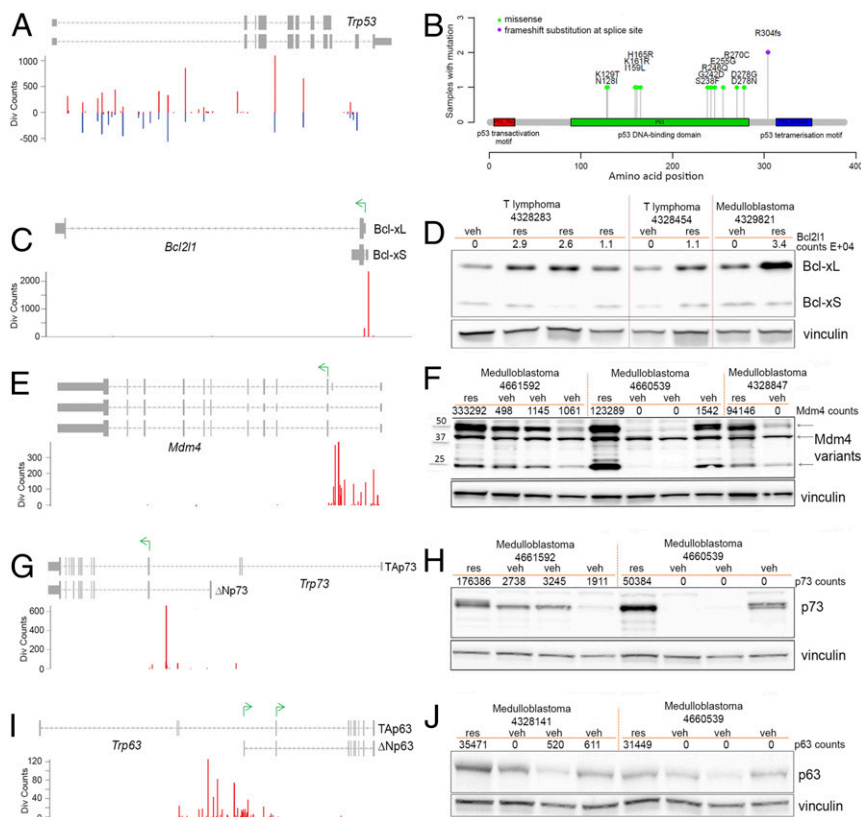 A
Trp53
Div Counts
1000
500
0
-500
B
missense
frameshift substitution at splice site
R304fs
Samples with mutation
0
1
2
3
K129T
N128I
H165R
K161R
I159L
R270C
E255G
R246Q
G242D
S238F
D278G
D278N
P53
p53 transactivation motif
p53 DNA-binding domain
p53 tetramerisation motif
0 100 200 300 400
Amino acid position
C
Bcl2l1
Bcl-xL
Bcl-xS
Div Counts
2000
1000
0
D
T lymphoma 4328283
T lymphoma 4328454
Medulloblastoma 4329821
veh res res res veh res veh res
0 2.9 2.6 1.1 0 1.1 0 3.4
Bcl2l1 counts E+04
Bcl-xL
Bcl-xS
vinculin
E
Mdm4
Div Counts
300
200
100
0
F
Medulloblastoma 4661592
Medulloblastoma 4660539
Medulloblastoma 4328847
res veh veh veh res veh veh veh res veh
333292 498 1145 1061 123289 0 0 1542 94146 0
Mdm4 counts
50
37
25
Mdm4 variants
vinculin
G
TAp73
ΔNp73
Trp73
Div Counts
600
400
200
0
H
Medulloblastoma 4661592
Medulloblastoma 4660539
res veh veh veh res veh veh veh
176386 2738 3245 1911 50384 0 0 0
p73 counts
p73
vinculin
I
TAp63
Trp63
ΔNp63
Div Counts
120
80
40
0
J
Medulloblastoma 4328141
Medulloblastoma 4660539
res veh veh veh res veh veh veh
35471 0 520 611 31449 0 0 0
p63 counts
p63
vinculin